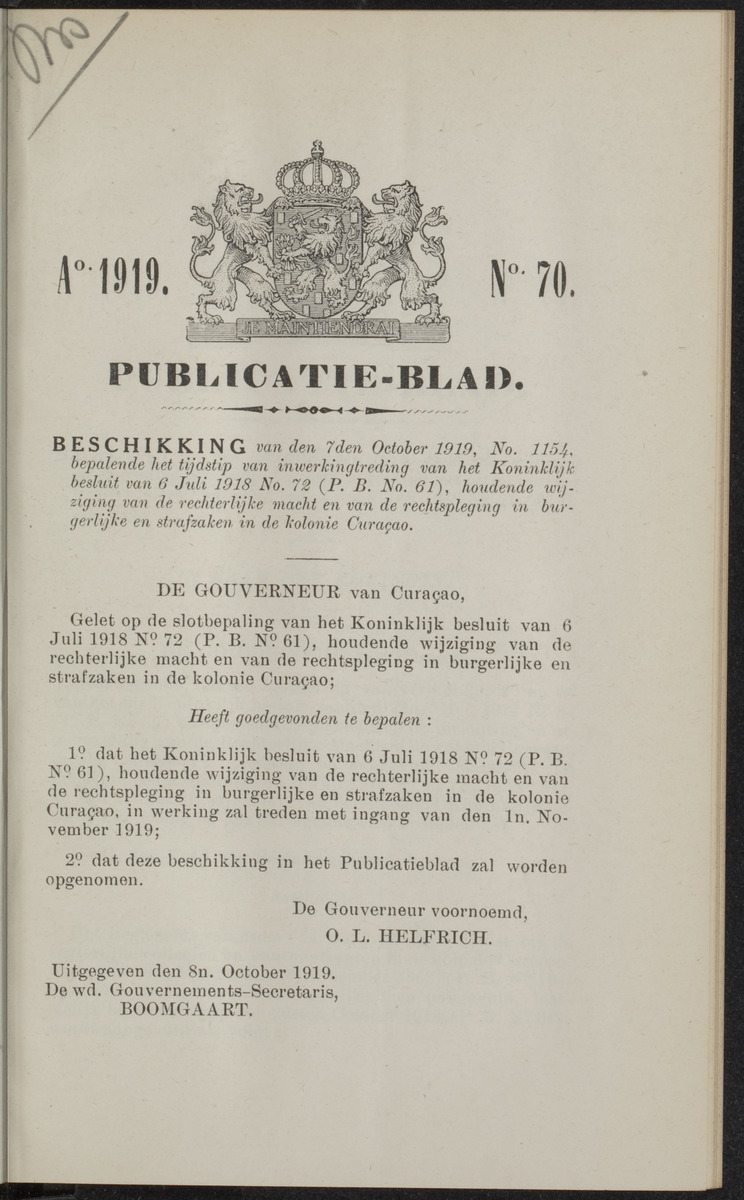 Ao. 1919.
No. 70.
JE MAINTIENDRAI
PUBLICATIE-BLAD.
BESCHIKKING van den 7den October 1919, No. 1154,
bepalende het tijdstip van inwerkingtreding van het Koninklijk
besluit van 6 Juli 1918 No. 72 (P. B. No. 61), houdende wij-
ziging van de rechterlijke macht en van de rechtspleging in bur-
gerlijke en strafzaken in de kolonie Curaçao.
DE GOUVERNEUR van Curaçao,
Gelet op de slotbepaling van het Koninklijk besluit van 6
Juli 1918 No. 72 (P. B. No. 61), houdende wijziging van de
rechterlijke macht en van de rechtspleging in burgerlijke en
strafzaken in de kolonie Curaçao;
Heeft goedgevonden te bepalen :
1o. dat het Koninklijk besluit van 6 Juli 1918 No. 72 (P. B.
No. 61), houdende wijziging van de rechterlijke macht en van
de rechtspleging in burgerlijke en strafzaken in de kolonie
Curaçao, in werking zal treden met ingang van den 1n. No-
vember 1919;
2o. dat deze beschikking in het Publicatieblad zal worden
opgenomen.
De Gouverneur voornoemd,
O. L. HELFRICH.
Uitgegeven den 8n. October 1919.
De wd. Gouvernements-Secretaris,
BOOMGAART.